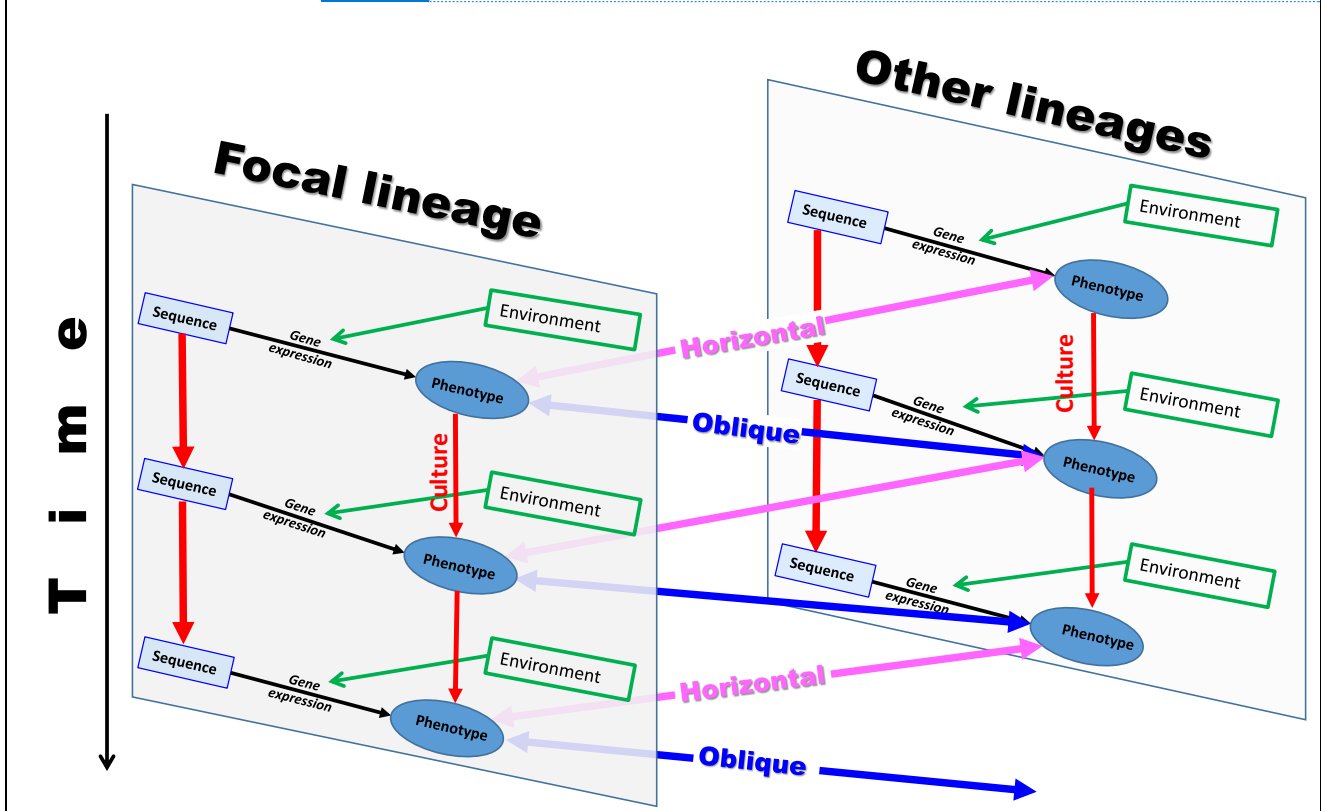 Other lineages
Focal lineage
Time
Sequence
Gene
expression
Environment
Phenotype
Culture
Sequence
Gene
expression
Environment
Phenotype
Sequence
Gene
expression
Environment
Phenotype
Sequence
Gene
expression
Environment
Phenotype
Culture
Sequence
Gene
expression
Environment
Phenotype
Sequence
Gene
expression
Environment
Phenotype
Horizontal
Oblique
Horizontal
Oblique